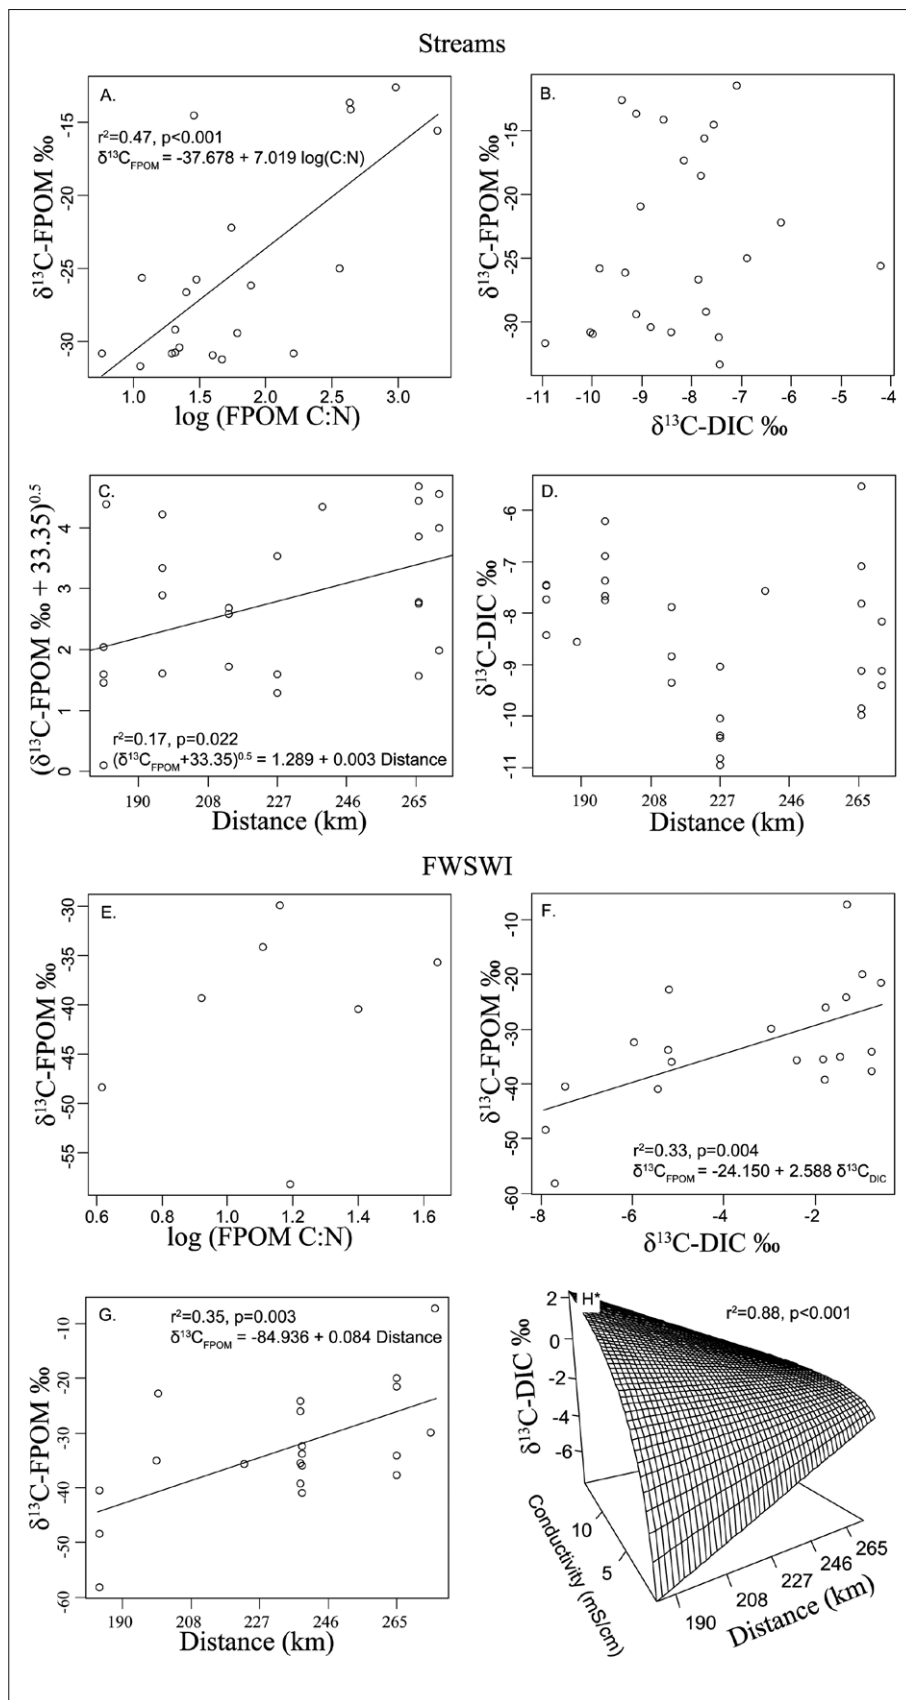 Streams
A.
r²=0.47, p<0.001
δ¹³C_FPOM = -37.678 + 7.019 log(C:N)
δ¹³C-FPOM ‰
-15
-20
-25
-30
1.0 1.5 2.0 2.5 3.0
log (FPOM C:N)
B.
δ¹³C-FPOM ‰
-15
-20
-25
-30
-11 -10 -9 -8 -7 -6 -5 -4
δ¹³C-DIC ‰
C.
(δ¹³C-FPOM ‰ + 33.35)^0.5
4
3
2
1
0
r²=0.17, p=0.022
(δ¹³C_FPOM+33.35)^0.5 = 1.289 + 0.003 Distance
190 208 227 246 265
Distance (km)
D.
δ¹³C-DIC ‰
-6
-7
-8
-9
-10
-11
190 208 227 246 265
Distance (km)
FWSWI
E.
δ¹³C-FPOM ‰
-30
-35
-40
-45
-50
-55
0.6 0.8 1.0 1.2 1.4 1.6
log (FPOM C:N)
F.
δ¹³C-FPOM ‰
-10
-20
-30
-40
-50
-60
r²=0.33, p=0.004
δ¹³C_FPOM = -24.150 + 2.588 δ¹³C_DIC
-8 -6 -4 -2
δ¹³C-DIC ‰
G.
r²=0.35, p=0.003
δ¹³C_FPOM = -84.936 + 0.084 Distance
δ¹³C-FPOM ‰
-10
-20
-30
-40
-50
-60
190 208 227 246 265
Distance (km)
H*
r²=0.88, p<0.001
δ¹³C-DIC ‰
2
0
-2
-4
-6
Conductivity (mS/cm)
10
5
190 208 227 246 265
Distance (km)